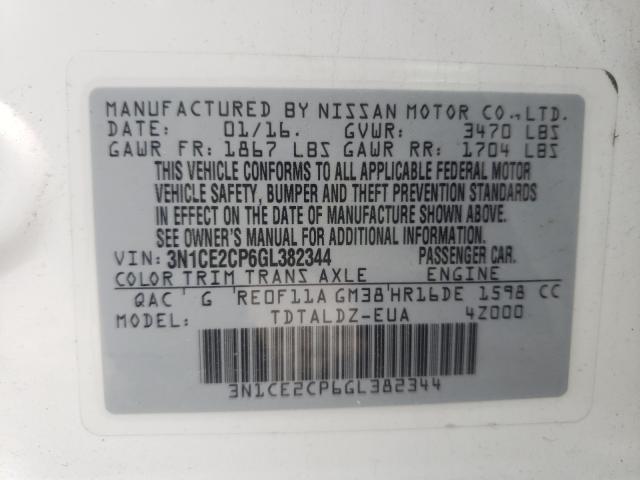 MANUFACTURED BY NISSAN MOTOR CO.,LTD.
DATE: 01/16. GVWR: 3470 LBS
GAWR FR: 1867 LBS GAWR RR: 1704 LBS
THIS VEHICLE CONFORMS TO ALL APPLICABLE FEDERAL MOTOR
VEHICLE SAFETY, BUMPER AND THEFT PREVENTION STANDARDS
IN EFFECT ON THE DATE OF MANUFACTURE SHOWN ABOVE.
SEE OWNER'S MANUAL FOR ADDITIONAL INFORMATION.
VIN: 3N1CE2CP6GL382344 PASSENGER CAR.
COLOR TRIM TRANS AXLE ENGINE
QAC G RE0F11A GM38 HR16DE 1598 CC
MODEL: TDTALDZ-EUA 4Z000
3N1CE2CP6GL382344